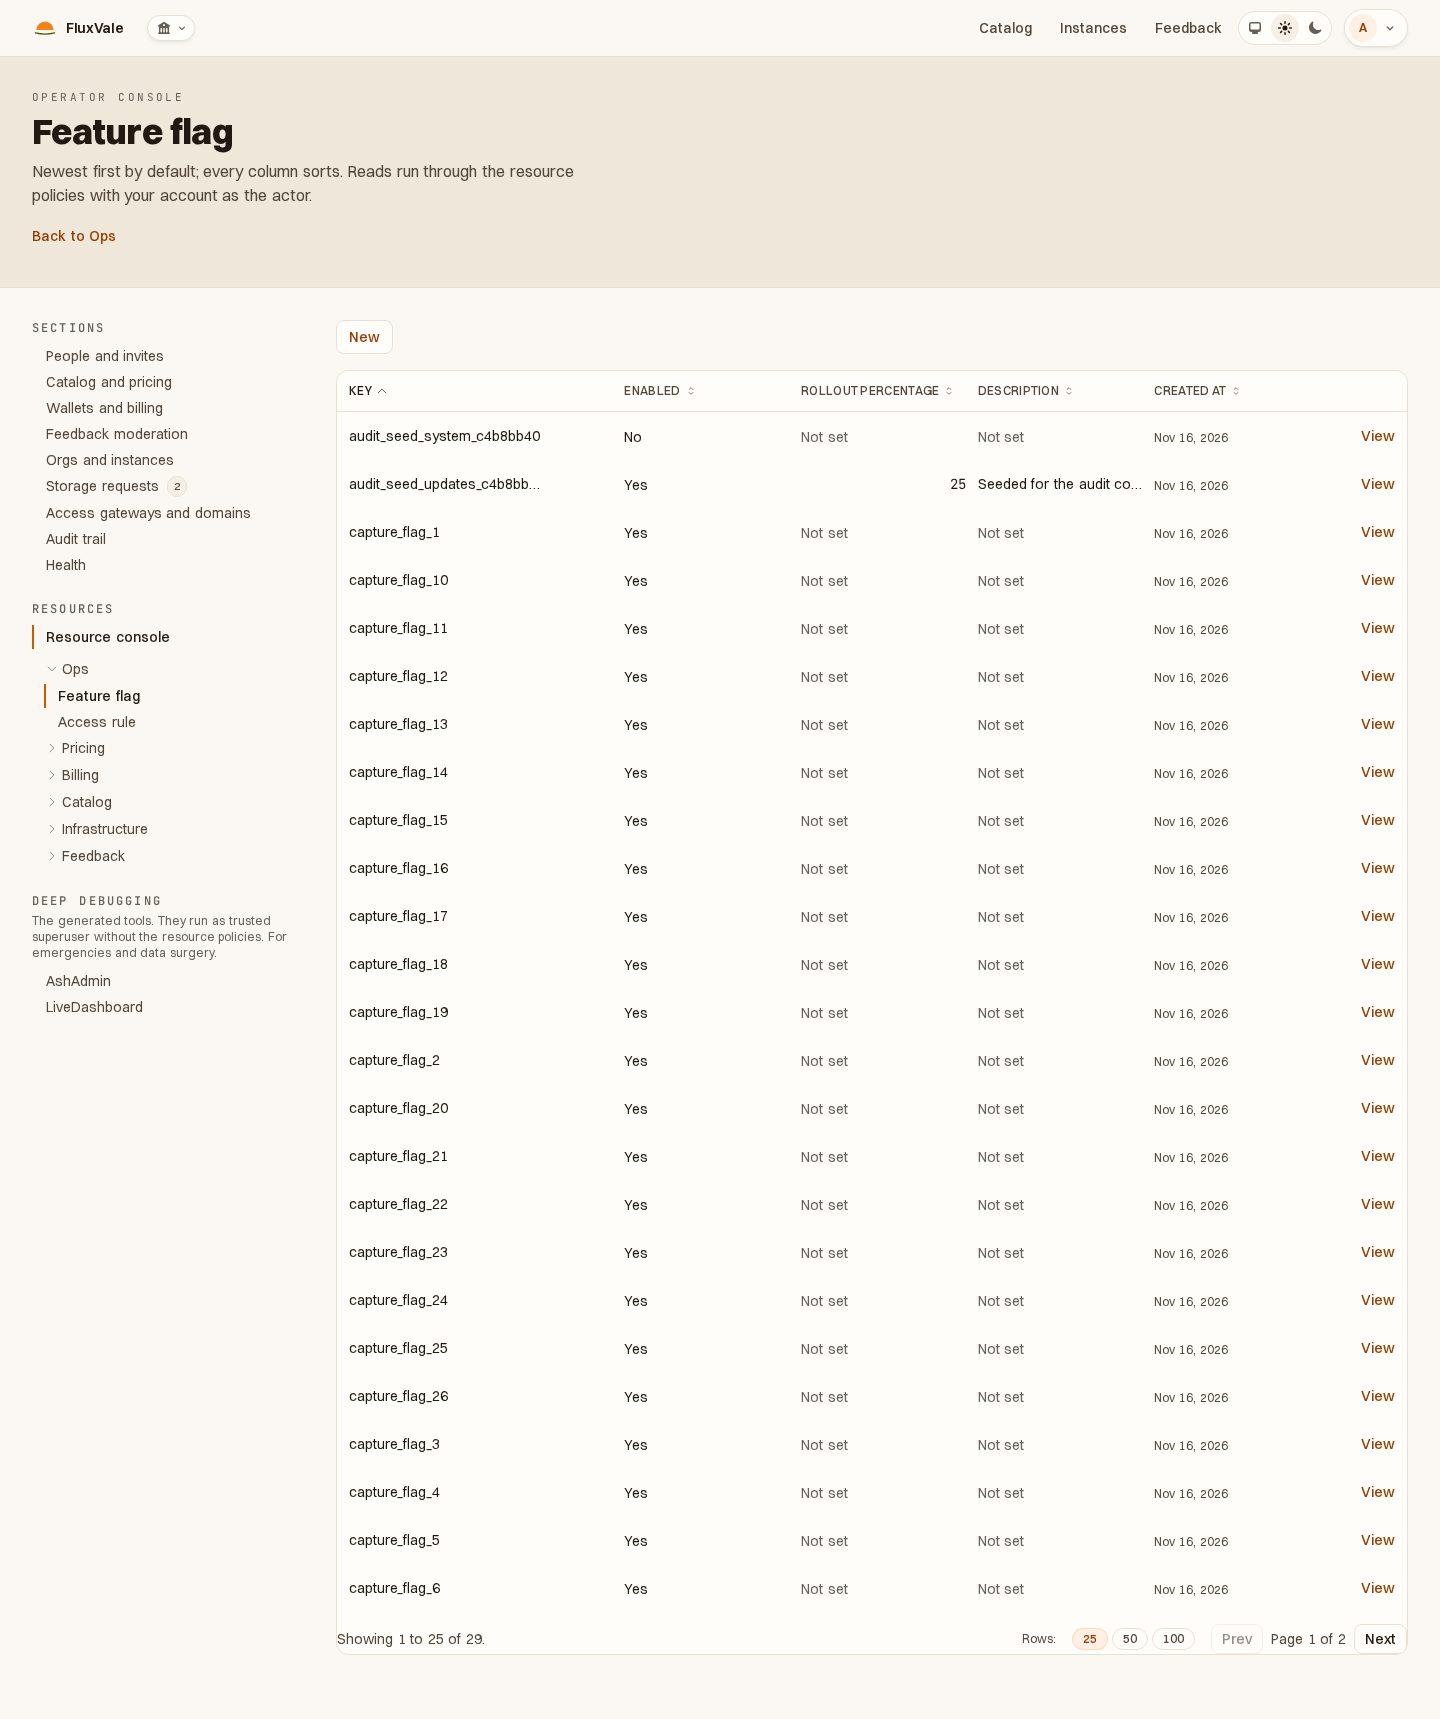 FluxVale
Catalog Instances Feedback A
OPERATOR CONSOLE
Feature flag
Newest first by default; every column sorts. Reads run through the resource
policies with your account as the actor.
Back to Ops
SECTIONS
People and invites
Catalog and pricing
Wallets and billing
Feedback moderation
Orgs and instances
Storage requests 2
Access gateways and domains
Audit trail
Health
RESOURCES
Resource console
Ops
Feature flag
Access rule
Pricing
Billing
Catalog
Infrastructure
Feedback
DEEP DEBUGGING
The generated tools. They run as trusted
superuser without the resource policies. For
emergencies and data surgery.
AshAdmin
LiveDashboard
New
KEY ENABLED ROLLOUT PERCENTAGE DESCRIPTION CREATED AT
audit_seed_system_c4b8bb40 No Not set Not set Nov 16, 2026 View
audit_seed_updates_c4b8bb… Yes 25 Seeded for the audit co… Nov 16, 2026 View
capture_flag_1 Yes Not set Not set Nov 16, 2026 View
capture_flag_10 Yes Not set Not set Nov 16, 2026 View
capture_flag_11 Yes Not set Not set Nov 16, 2026 View
capture_flag_12 Yes Not set Not set Nov 16, 2026 View
capture_flag_13 Yes Not set Not set Nov 16, 2026 View
capture_flag_14 Yes Not set Not set Nov 16, 2026 View
capture_flag_15 Yes Not set Not set Nov 16, 2026 View
capture_flag_16 Yes Not set Not set Nov 16, 2026 View
capture_flag_17 Yes Not set Not set Nov 16, 2026 View
capture_flag_18 Yes Not set Not set Nov 16, 2026 View
capture_flag_19 Yes Not set Not set Nov 16, 2026 View
capture_flag_2 Yes Not set Not set Nov 16, 2026 View
capture_flag_20 Yes Not set Not set Nov 16, 2026 View
capture_flag_21 Yes Not set Not set Nov 16, 2026 View
capture_flag_22 Yes Not set Not set Nov 16, 2026 View
capture_flag_23 Yes Not set Not set Nov 16, 2026 View
capture_flag_24 Yes Not set Not set Nov 16, 2026 View
capture_flag_25 Yes Not set Not set Nov 16, 2026 View
capture_flag_26 Yes Not set Not set Nov 16, 2026 View
capture_flag_3 Yes Not set Not set Nov 16, 2026 View
capture_flag_4 Yes Not set Not set Nov 16, 2026 View
capture_flag_5 Yes Not set Not set Nov 16, 2026 View
capture_flag_6 Yes Not set Not set Nov 16, 2026 View
Showing 1 to 25 of 29. Rows: 25 50 100 Prev Page 1 of 2 Next